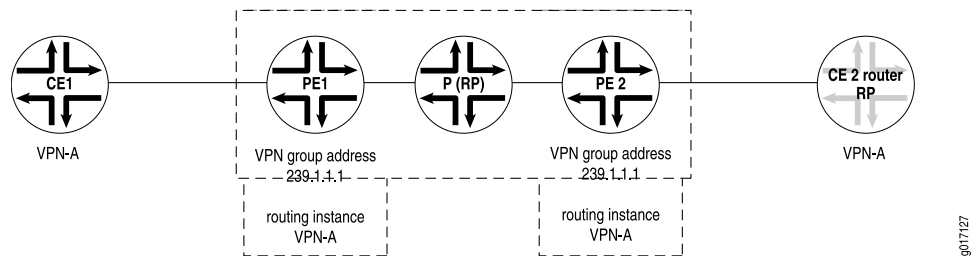 CE1
PE1
P (RP)
PE 2
CE 2 router
RP
VPN-A
VPN group address
239.1.1.1
VPN group address
239.1.1.1
VPN-A
routing instance
VPN-A
routing instance
VPN-A
g017127